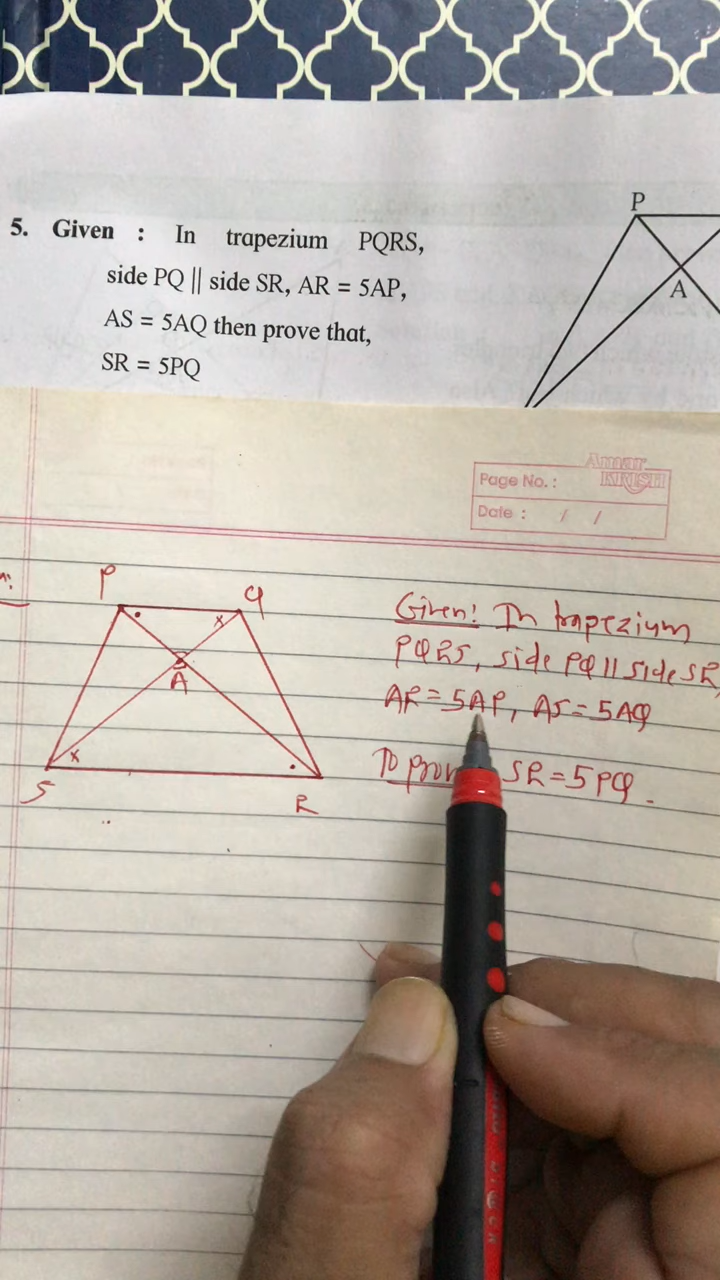 P
5. Given : In trapezium PQRS,
side PQ || side SR, AR = 5AP,
A
AS = 5AQ then prove that,
SR = 5PQ
Amar
Page No. :
Date : / /
P Q
Given: In trapezium
PQRS, side PQ || side SR,
x
A
AR = 5AP, AS = 5AQ
x
To SR = 5PQ.
S R